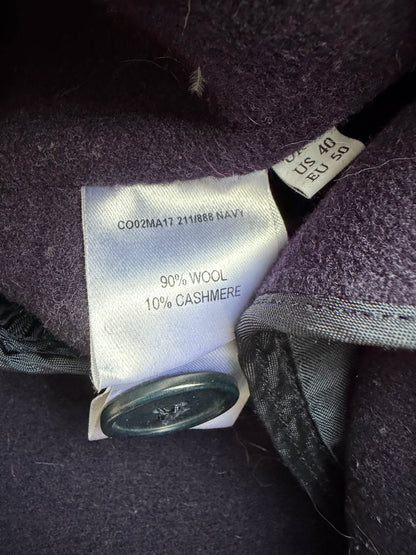 CO02MA17 211/888 NAVY
90% WOOL
10% CASHMERE
US 40
EU 50